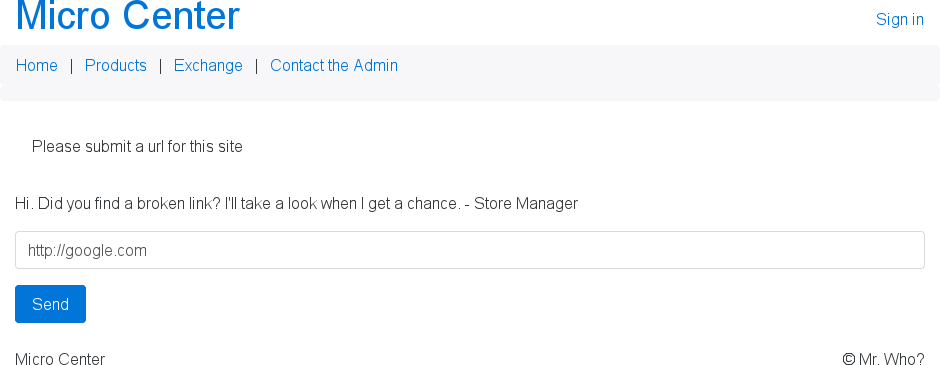 Micro Center
Sign in
Home | Products | Exchange | Contact the Admin
Please submit a url for this site
Hi. Did you find a broken link? I'll take a look when I get a chance. - Store Manager
http://google.com
Send
Micro Center
© Mr. Who?